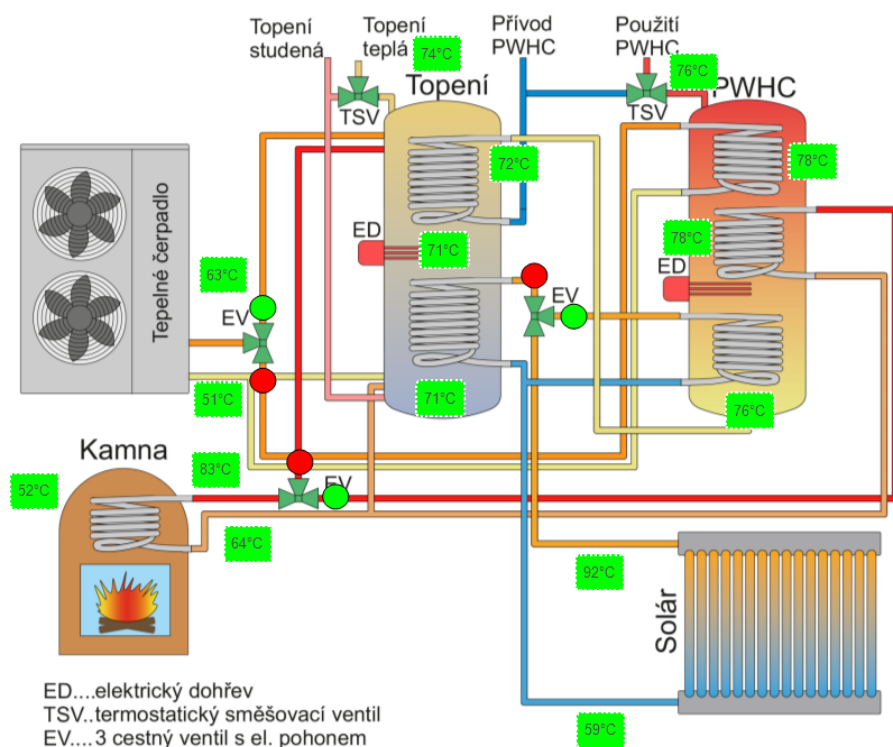 Topení
studená
Topení
teplá
74°C
Přívod
PWHC
Použití
PWHC
76°C
TSV
Topení
TSV
PWHC
72°C
78°C
Tepelné čerpadlo
ED
71°C
78°C
ED
63°C
EV
EV
51°C
71°C
76°C
Kamna
83°C
52°C
EV
64°C
92°C
Solár
59°C
ED....elektrický dohřev
TSV..termostatický směšovací ventil
EV....3 cestný ventil s el. pohonem